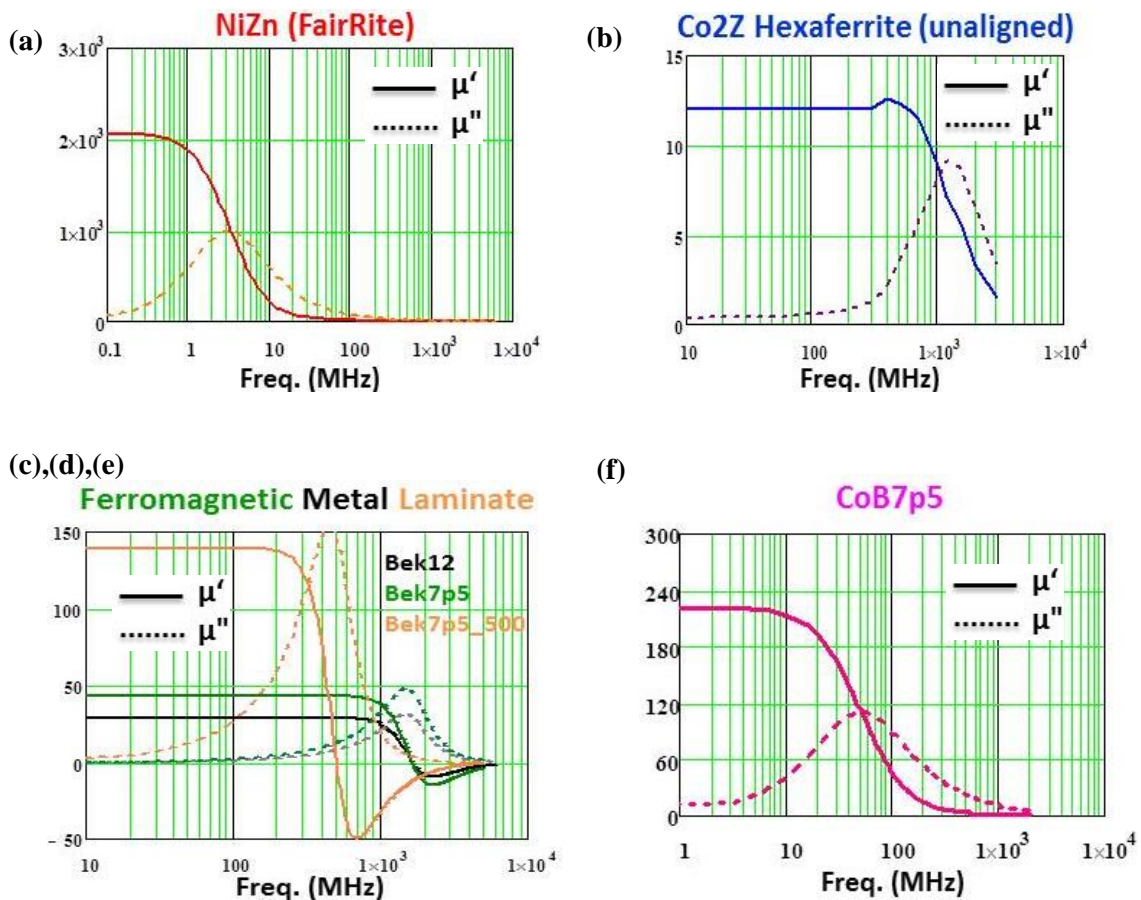 (a)
NiZn (FairRite)
3×10³
2×10³
1×10³
0
μ‘
μ"
0.1 1 10 100 1×10³ 1×10⁴
Freq. (MHz)
(b)
Co2Z Hexaferrite (unaligned)
15
10
5
0
μ‘
μ"
10 100 1×10³ 1×10⁴
Freq. (MHz)
(c),(d),(e)
Ferromagnetic Metal Laminate
150
100
50
0
− 50
μ‘
μ"
Bek12
Bek7p5
Bek7p5_500
10 100 1×10³ 1×10⁴
Freq. (MHz)
(f)
CoB7p5
300
240
180
120
60
0
μ‘
μ"
1 10 100 1×10³ 1×10⁴
Freq. (MHz)